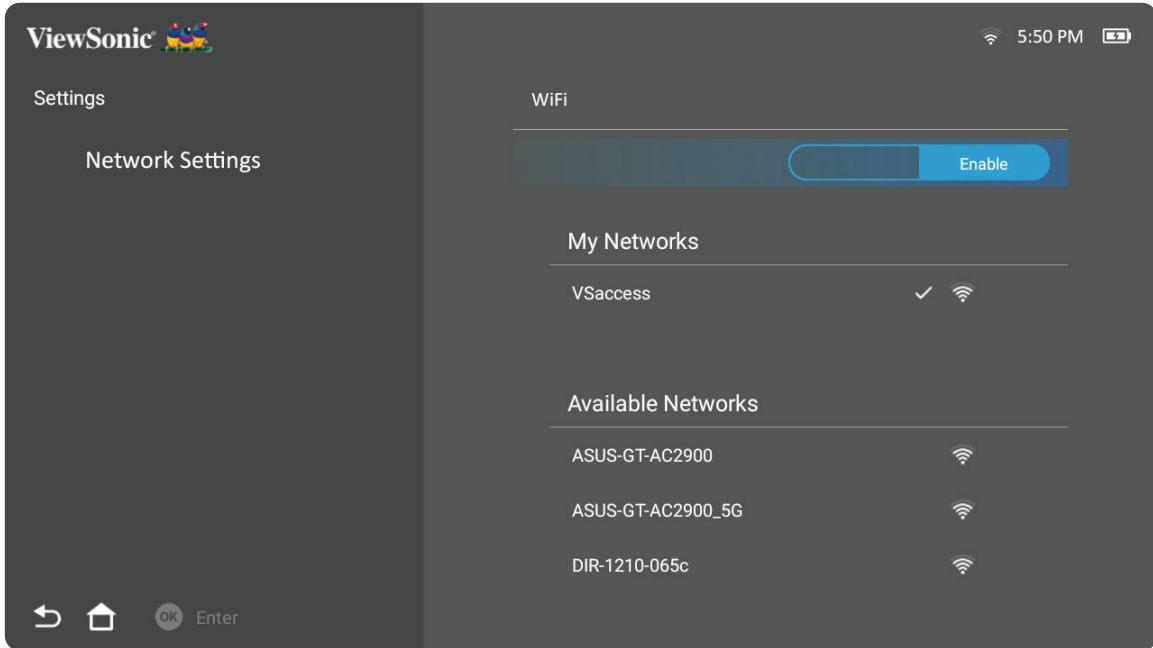 ViewSonic®
5:50 PM
Settings
Network Settings
WiFi
Enable
My Networks
VSaccess
Available Networks
ASUS-GT-AC2900
ASUS-GT-AC2900_5G
DIR-1210-065c
OK Enter